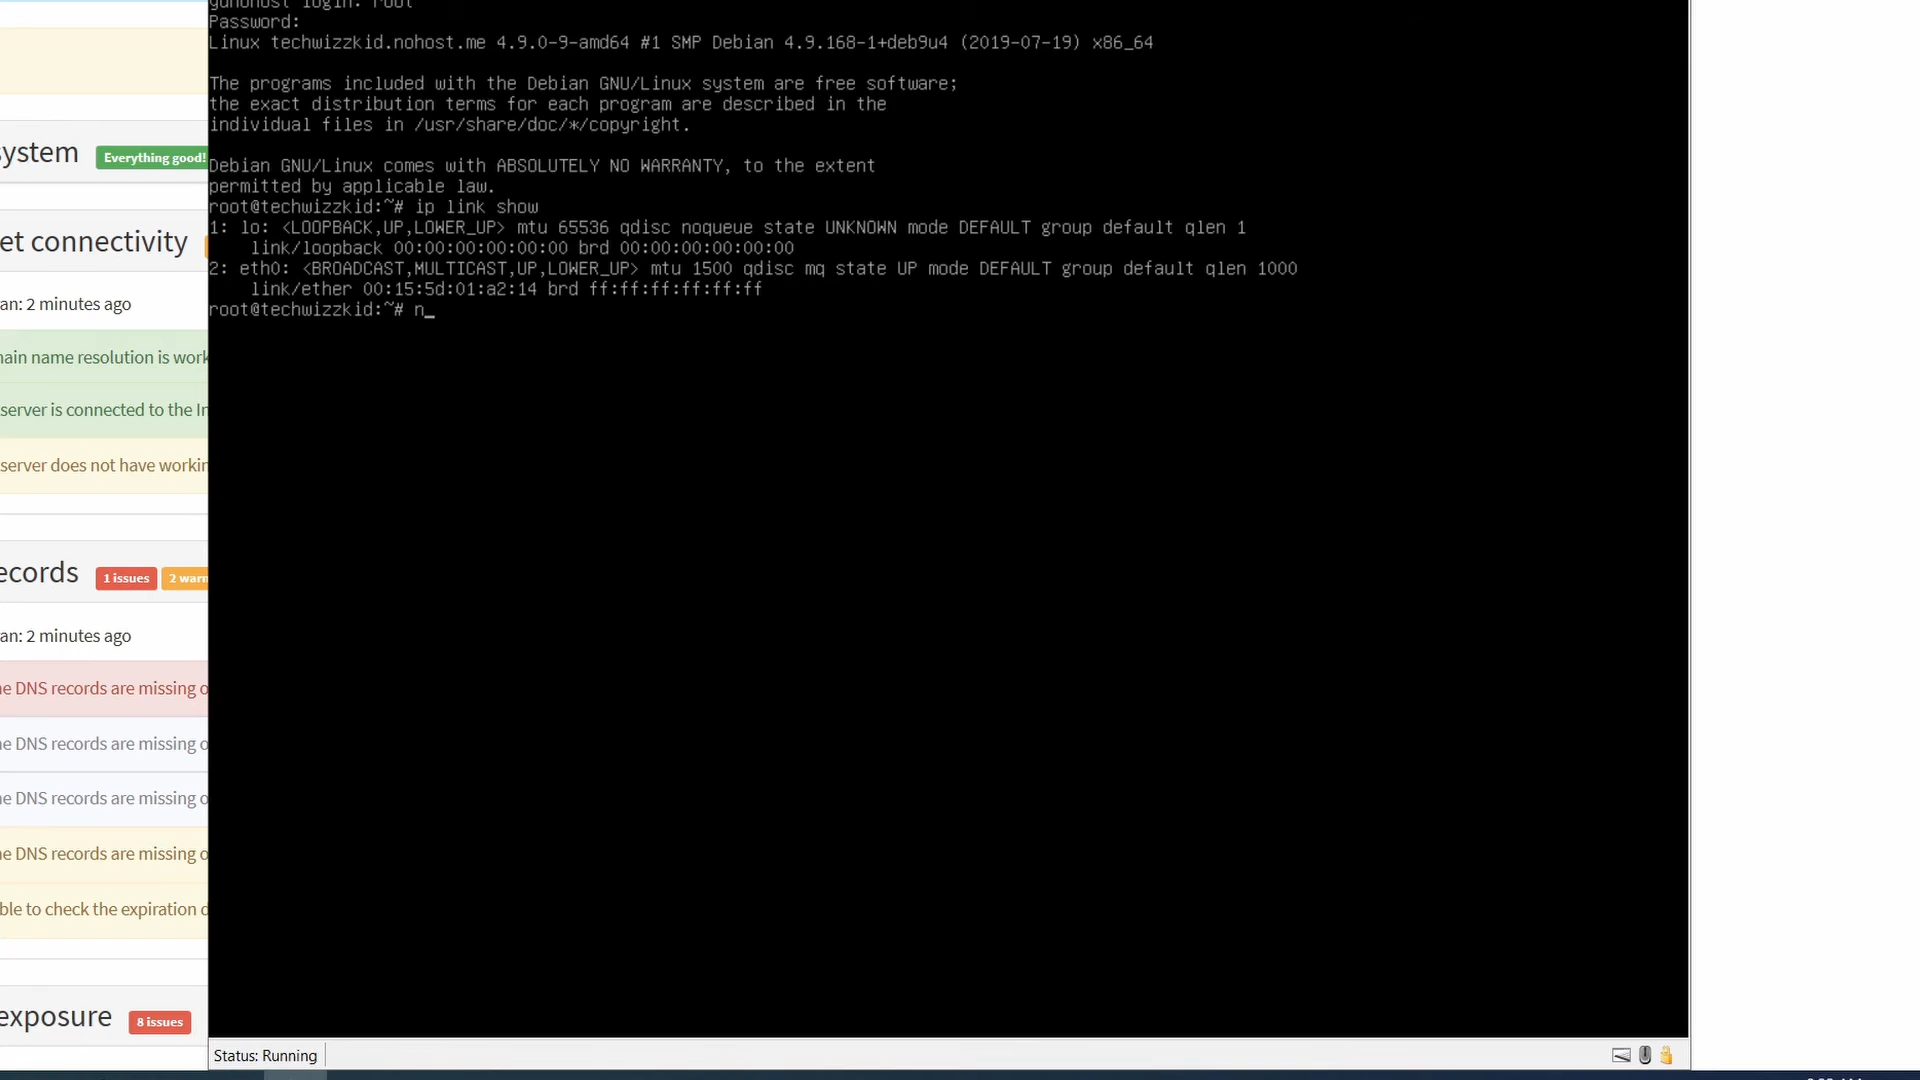 yunohost login: root
Password:
Linux techwizzkid.nohost.me 4.9.0-9-amd64 #1 SMP Debian 4.9.168-1+deb9u4 (2019-07-19) x86_64
The programs included with the Debian GNU/Linux system are free software;
the exact distribution terms for each program are described in the
individual files in /usr/share/doc/*/copyright.
Debian GNU/Linux comes with ABSOLUTELY NO WARRANTY, to the extent
permitted by applicable law.
root@techwizzkid:~# ip link show
1: lo: <LOOPBACK,UP,LOWER_UP> mtu 65536 qdisc noqueue state UNKNOWN mode DEFAULT group default qlen 1
link/loopback 00:00:00:00:00:00 brd 00:00:00:00:00:00
2: eth0: <BROADCAST,MULTICAST,UP,LOWER_UP> mtu 1500 qdisc mq state UP mode DEFAULT group default qlen 1000
link/ether 00:15:5d:01:a2:14 brd ff:ff:ff:ff:ff:ff
root@techwizzkid:~# n_
ystem Everything good!
et connectivity
an: 2 minutes ago
main name resolution is work
server is connected to the In
server does not have workin
ecords 1 issues 2 warn
an: 2 minutes ago
e DNS records are missing o
e DNS records are missing o
e DNS records are missing o
e DNS records are missing o
ble to check the expiration d
exposure 8 issues
Status: Running